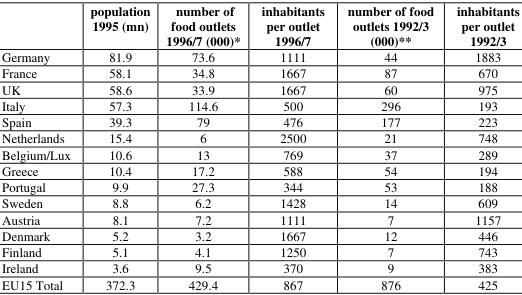 population 1995 (mn) number of food outlets 1996/7 (000)* inhabitants per outlet 1996/7 number of food outlets 1992/3 (000)** inhabitants per outlet 1992/3
Germany 81.9 73.6 1111 44 1883
France 58.1 34.8 1667 87 670
UK 58.6 33.9 1667 60 975
Italy 57.3 114.6 500 296 193
Spain 39.3 79 476 177 223
Netherlands 15.4 6 2500 21 748
Belgium/Lux 10.6 13 769 37 289
Greece 10.4 17.2 588 54 194
Portugal 9.9 27.3 344 53 188
Sweden 8.8 6.2 1428 14 609
Austria 8.1 7.2 1111 7 1157
Denmark 5.2 3.2 1667 12 446
Finland 5.1 4.1 1250 7 743
Ireland 3.6 9.5 370 9 383
EU15 Total 372.3 429.4 867 876 425